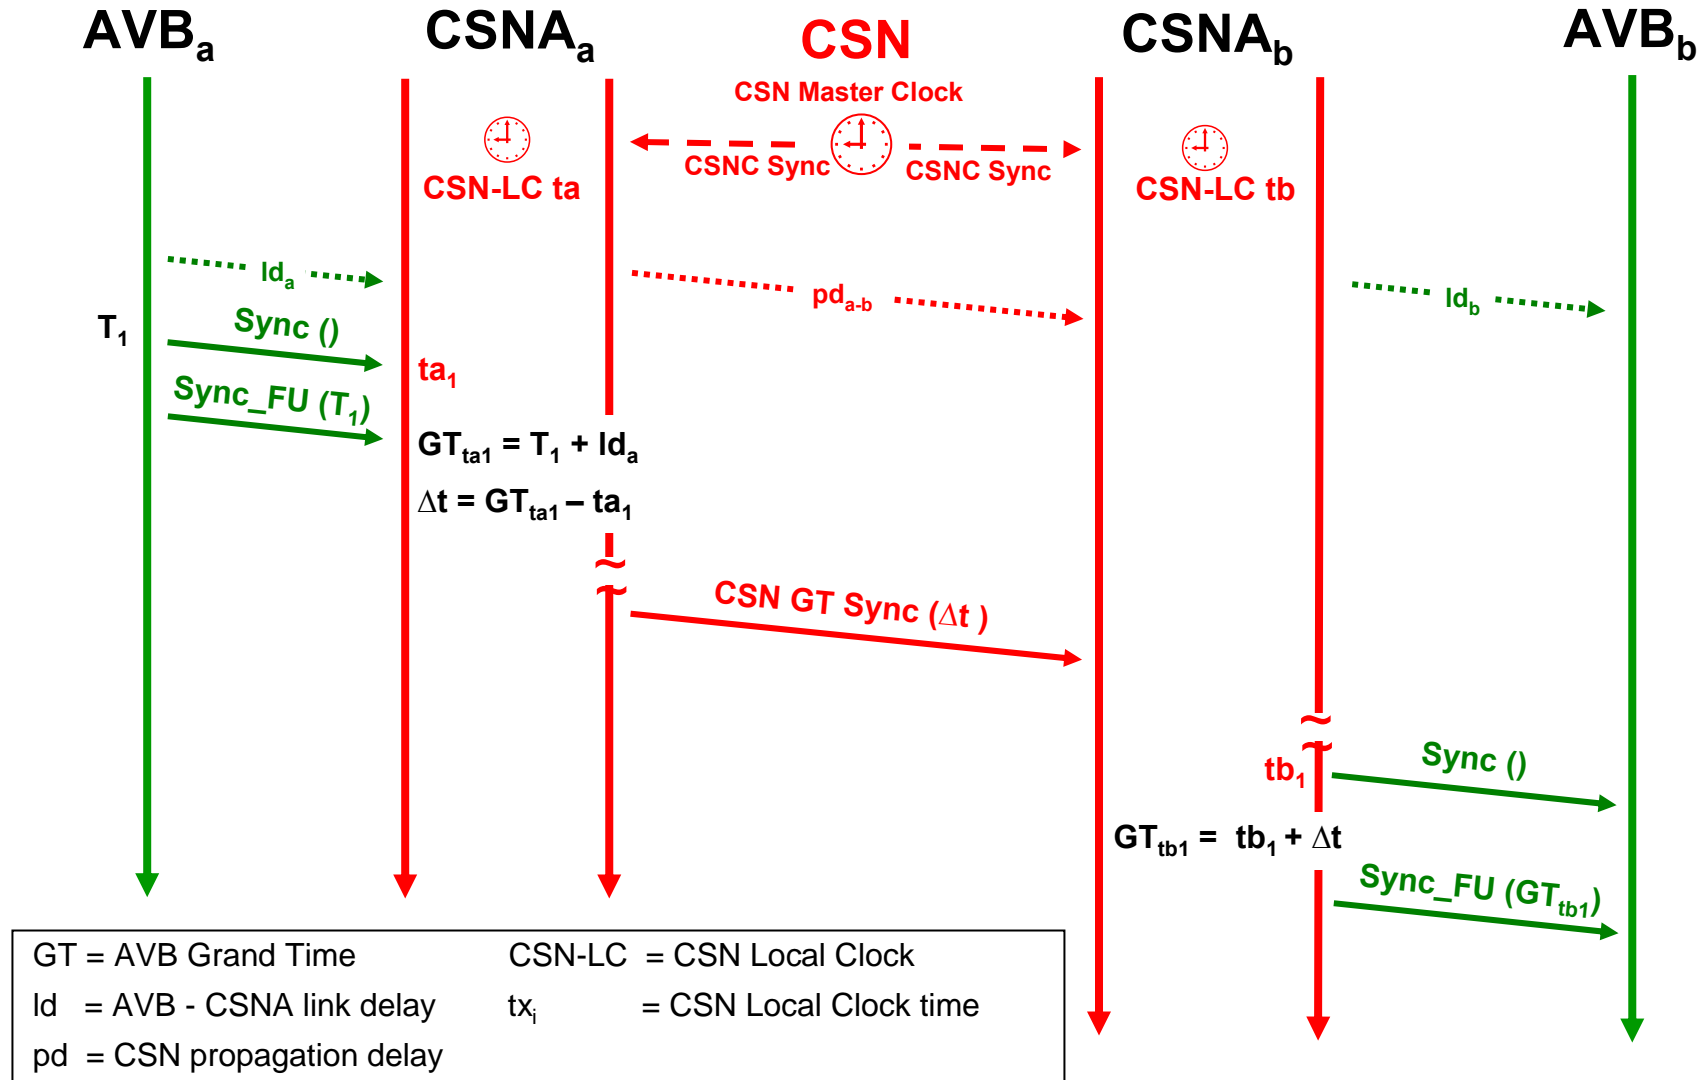 AVBa CSNAa CSN CSNAb AVBb
CSN Master Clock
CSNC Sync CSNC Sync
CSN-LC ta CSN-LC tb
lda pda-b ldb
T1 Sync ()
ta1
Sync_FU (T1)
GTta1 = T1 + lda
Δt = GTta1 – ta1
CSN GT Sync (Δt )
tb1 Sync ()
GTtb1 = tb1 + Δt
Sync_FU (GTtb1)
GT = AVB Grand Time CSN-LC = CSN Local Clock
ld = AVB - CSNA link delay txi = CSN Local Clock time
pd = CSN propagation delay